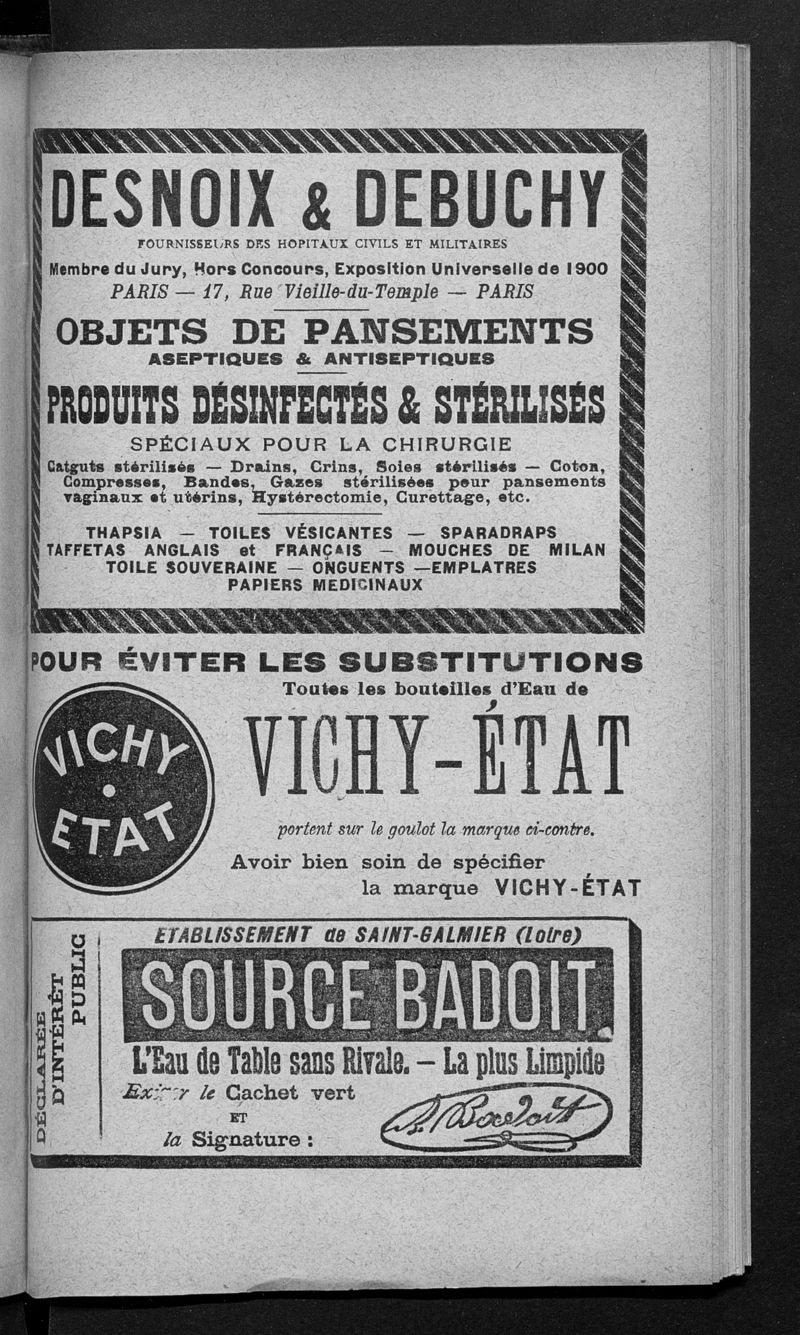 DESNOIX & DEBUCHY
FOURNISSEURS DES HOPITAUX CIVILS ET MILITAIRES
Membre du Jury, Hors Concours, Exposition Universelle de 1900
PARIS — 17, Rue Vieille-du-Temple — PARIS
OBJETS DE PANSEMENTS
ASEPTIQUES & ANTISEPTIQUES
PRODUITS DÉSINFECTÉS & STÉRILISÉS
SPÉCIAUX POUR LA CHIRURGIE
Catguts stérilisés — Drains, Crins, Soies stérilisés — Coton,
Compresses, Bandes, Gazes stérilisées pour pansements
vaginaux et utérins, Hystérectomie, Curettage, etc.
THAPSIA — TOILES VÉSICANTES — SPARADRAPS
TAFFETAS ANGLAIS et FRANÇAIS — MOUCHES DE MILAN
TOILE SOUVERAINE — ONGUENTS —EMPLATRES
PAPIERS MEDICINAUX
POUR ÉVITER LES SUBSTITUTIONS
Toutes les bouteilles d'Eau de
VICHY-ÉTAT
VICHY
ETAT
portent sur le goulot la marque ci-contre.
Avoir bien soin de spécifier
la marque VICHY-ÉTAT
DÉCLARÉE
D'INTÉRÊT
PUBLIC
ETABLISSEMENT de SAINT-GALMIER (Loire)
SOURCE BADOIT.
L'Eau de Table sans Rivale. — La plus Limpide
Exiger le Cachet vert
ET
la Signature :
A. Badoit